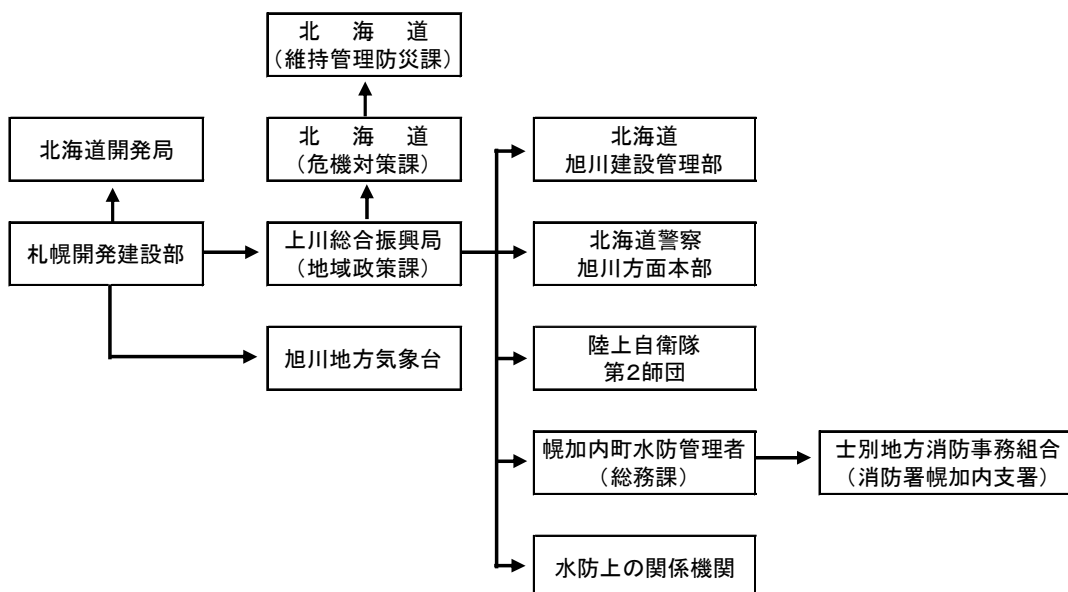 北　海　道
（維持管理防災課）
北海道開発局
北　海　道
（危機対策課）
北海道
旭川建設管理部
札幌開発建設部
上川総合振興局
（地域政策課）
北海道警察
旭川方面本部
旭川地方気象台
陸上自衛隊
第２師団
幌加内町水防管理者
（総務課）
士別地方消防事務組合
（消防署幌加内支署）
水防上の関係機関